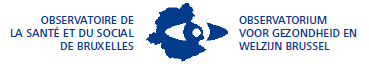 OBSERVATOIRE DE
LA SANTÉ ET DU SOCIAL
DE BRUXELLES
OBSERVATORIUM
VOOR GEZONDHEID EN
WELZIJN BRUSSEL